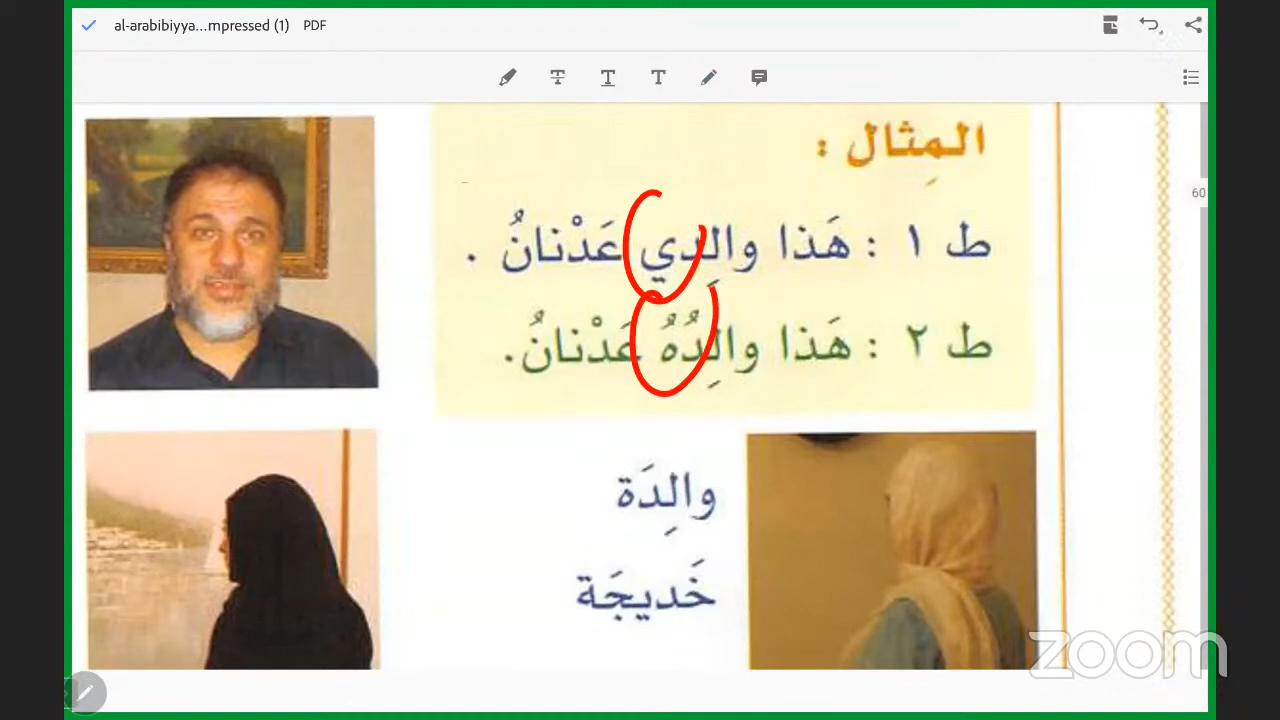 al-arabibiyya...mpressed (1) PDF
60
المِثال :
ط ١ : هَذا والِدِي عَدْنانُ .
ط ٢ : هَذا والِدُهُ عَدْنانُ.
والِدَة
خَديجَة
zoom